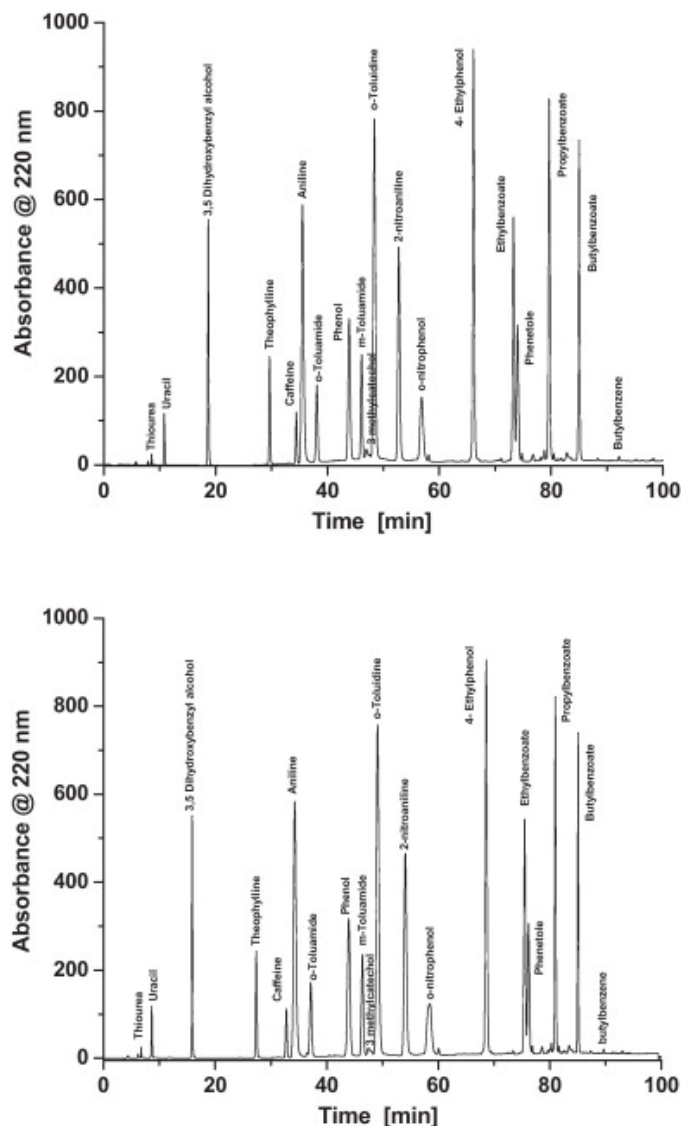 1000
800
600
400
200
0
Absorbance @ 220 nm
Thiourea
Uracil
3,5 Dihydroxybenzyl alcohol
Theophylline
Caffeine
Aniline
o-Toluamide
Phenol
m-Toluamide
3 methylcatechol
o-Toluidine
2-nitroaniline
o-nitrophenol
4- Ethylphenol
Ethylbenzoate
Phenetole
Propylbenzoate
Butylbenzoate
Butylbenzene
0 20 40 60 80 100
Time [min]
1000
800
600
400
200
0
Absorbance @ 220 nm
Thiourea
Uracil
3,5 Dihydroxybenzyl alcohol
Theophylline
Caffeine
Aniline
o-Toluamide
Phenol
m-Toluamide
3 methylcatechol
o-Toluidine
2-nitroaniline
o-nitrophenol
4- Ethylphenol
Ethylbenzoate
Phenetole
Propylbenzoate
Butylbenzoate
butylbenzene
0 20 40 60 80 100
Time [min]